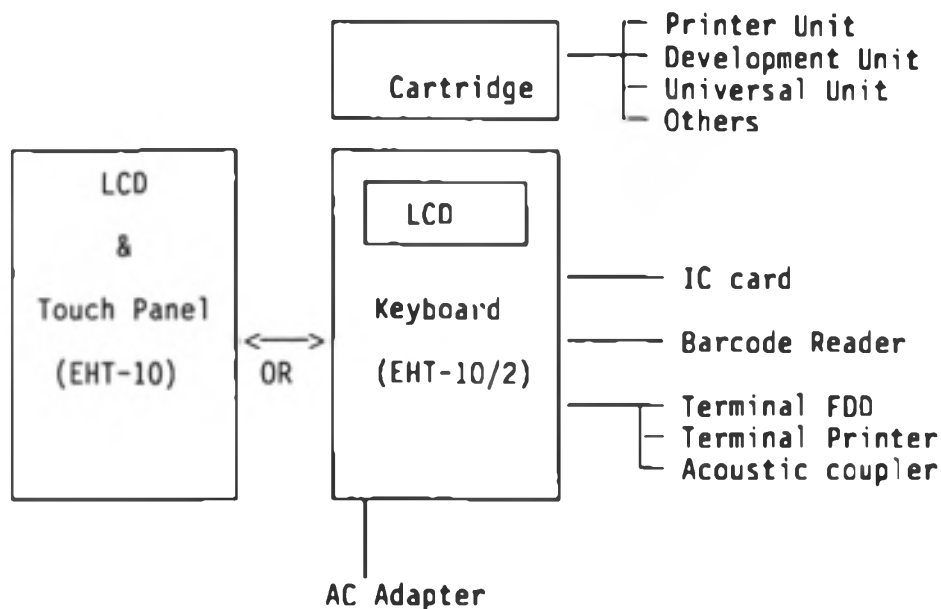 Printer Unit
Development Unit
Cartridge
Universal Unit
Others
LCD
&
Touch Panel
(EHT-10)
OR
LCD
Keyboard
(EHT-10/2)
IC card
Barcode Reader
Terminal FDD
Terminal Printer
Acoustic coupler
AC Adapter